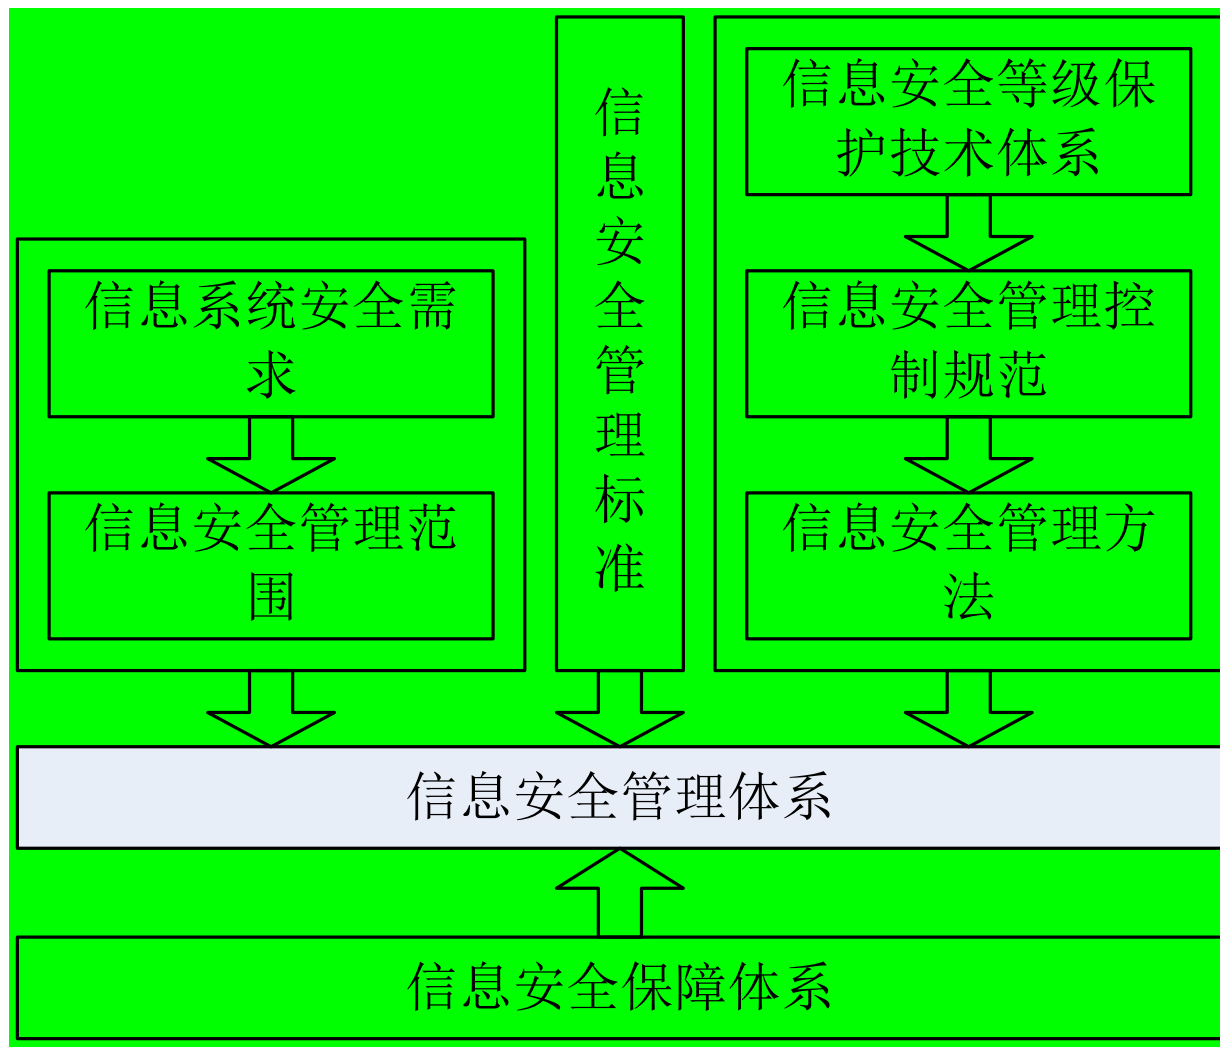 信息系统安全需
求
信息安全管理范
围
信
息
安
全
管
理
标
准
信息安全等级保
护技术体系
信息安全管理控
制规范
信息安全管理方
法
信息安全管理体系
信息安全保障体系